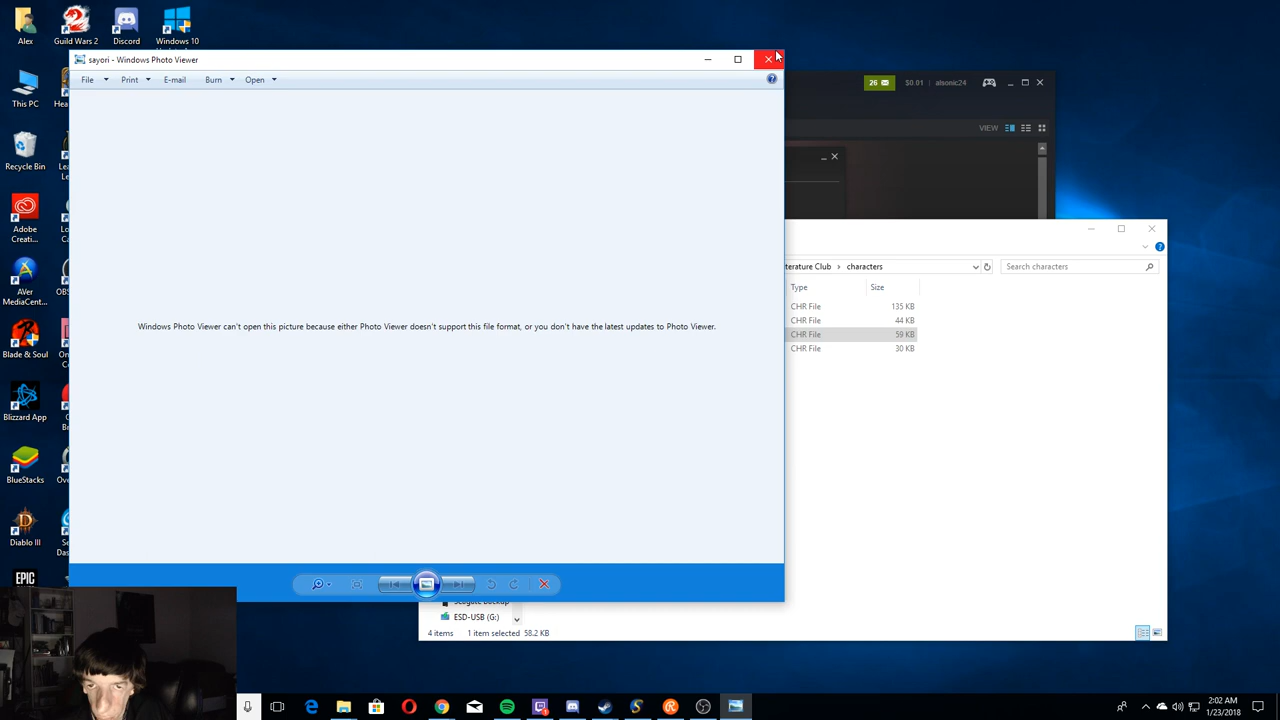 Alex
Guild Wars 2
Discord
Windows 10
This PC
Recycle Bin
Adobe
Creati...
AVer
MediaCent...
Blade & Soul
Blizzard App
BlueStacks
Diablo III
EPIC
sayori - Windows Photo Viewer
File
Print
E-mail
Burn
Open
Windows Photo Viewer can't open this picture because either Photo Viewer doesn't support this file format, or you don't have the latest updates to Photo Viewer.
26
$0.01
alsonic24
VIEW
terature Club
characters
Search characters
Type
Size
CHR File
135 KB
CHR File
44 KB
CHR File
59 KB
CHR File
30 KB
ESD-USB (G:)
4 items
1 item selected
58.2 KB
2:02 AM
1/23/2018